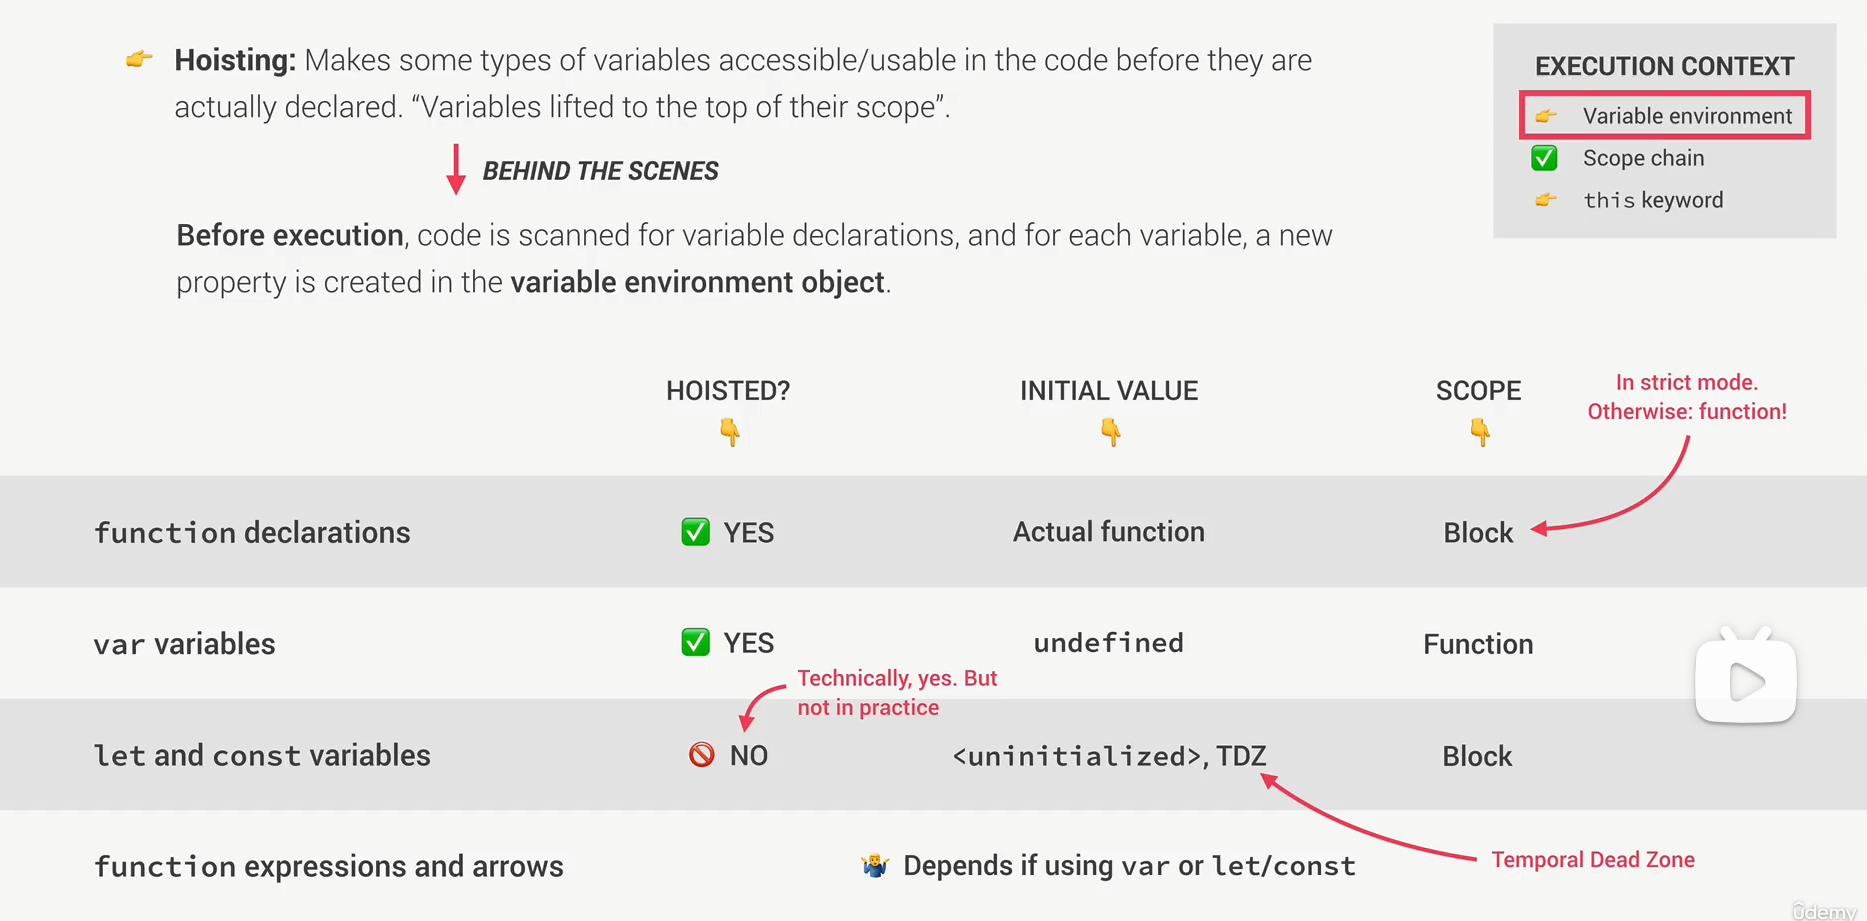 Hoisting: Makes some types of variables accessible/usable in the code before they are
actually declared. “Variables lifted to the top of their scope”.
BEHIND THE SCENES
Before execution, code is scanned for variable declarations, and for each variable, a new
property is created in the variable environment object.
EXECUTION CONTEXT
Variable environment
Scope chain
this keyword
HOISTED?
INITIAL VALUE
SCOPE
In strict mode.
Otherwise: function!
function declarations
YES
Actual function
Block
var variables
YES
undefined
Function
Technically, yes. But
not in practice
let and const variables
NO
<uninitialized>, TDZ
Block
function expressions and arrows
Depends if using var or let/const
Temporal Dead Zone
ûdemy